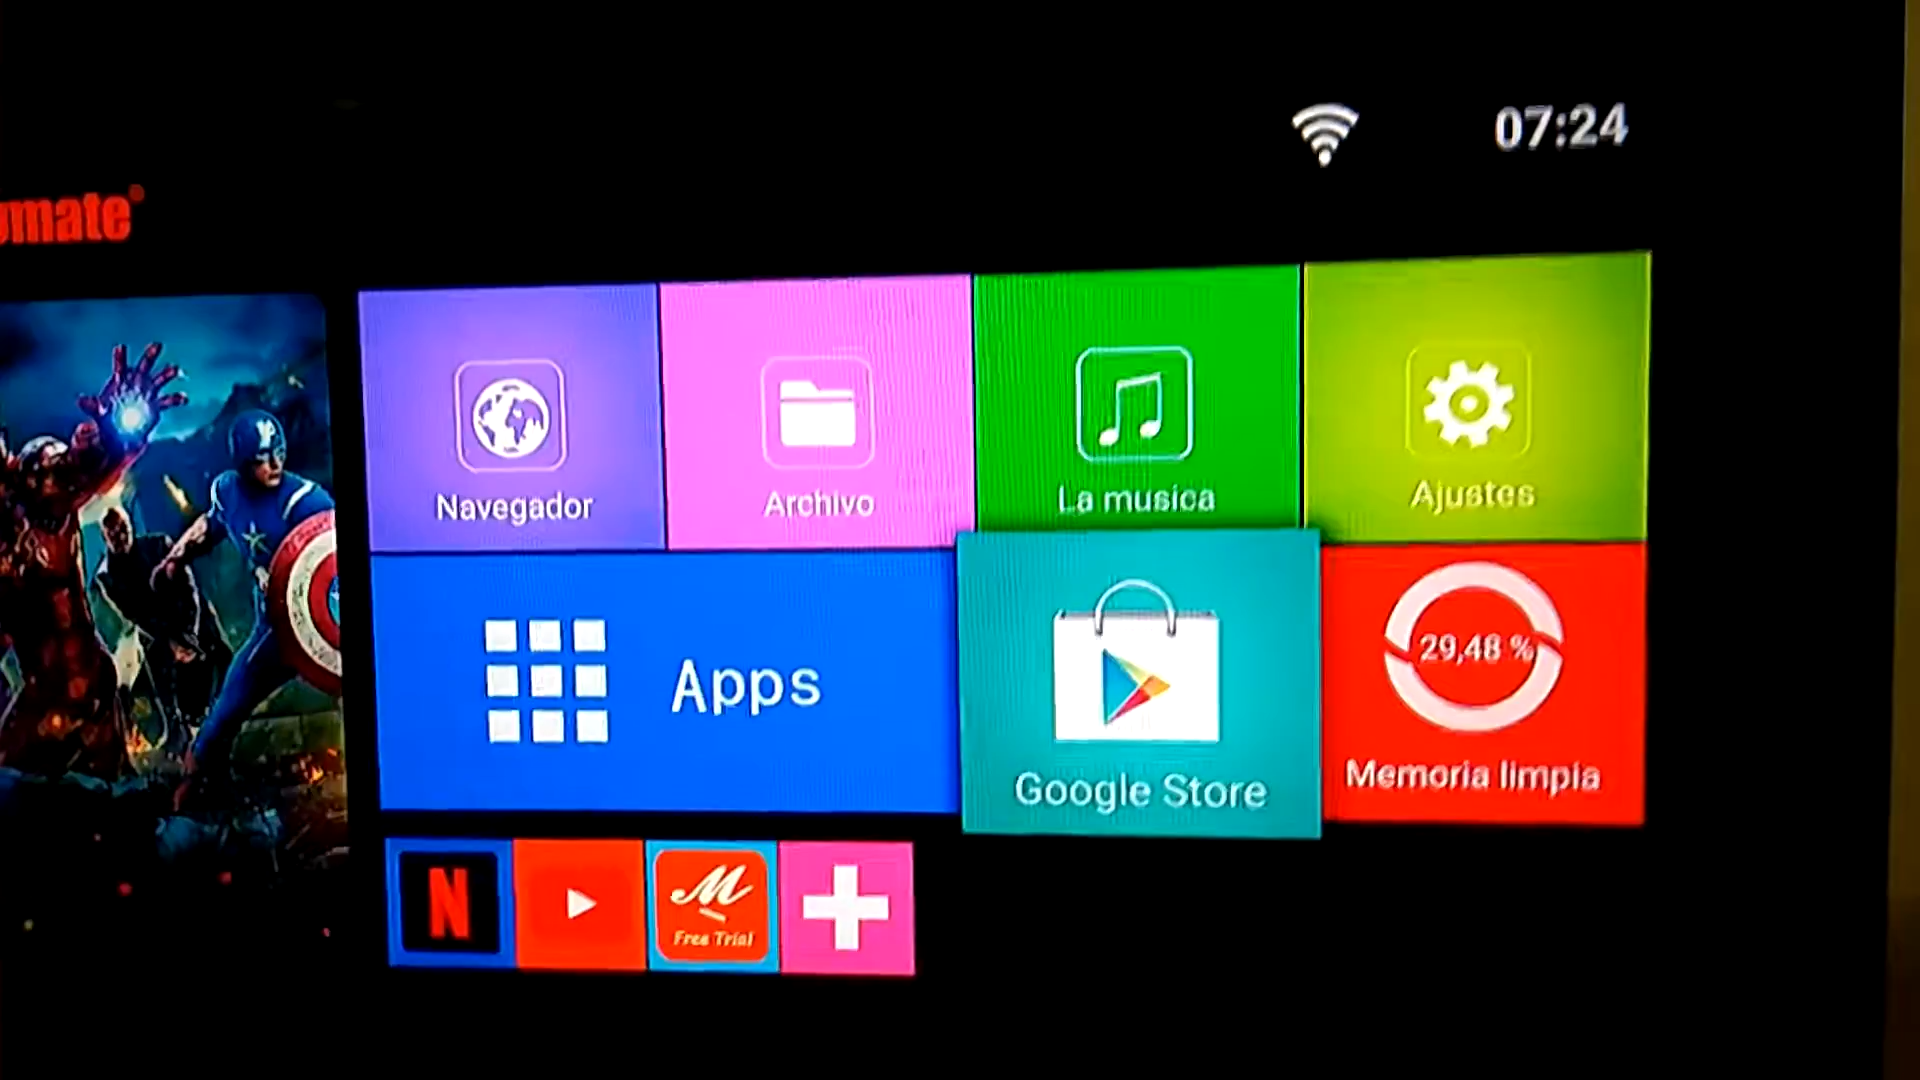 07:24
mate®
Navegador
Archivo
La musica
Ajustes
Apps
Google Store
29,48 %
Memoria limpia
N
M
Free Trial